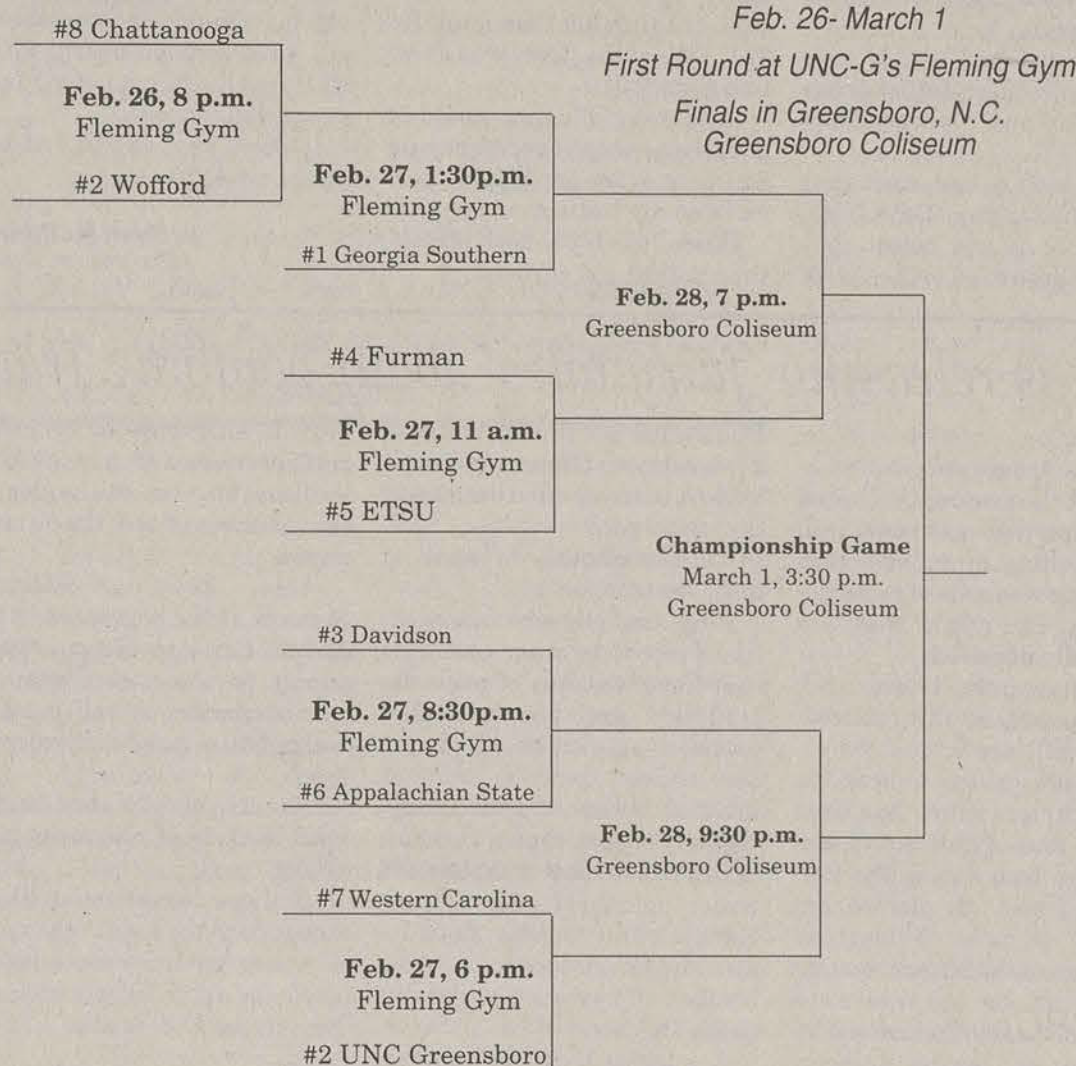 Feb. 26- March 1
First Round at UNC-G's Fleming Gym
Finals in Greensboro, N.C.
Greensboro Coliseum
#8 Chattanooga
Feb. 26, 8 p.m.
Fleming Gym
#2 Wofford
Feb. 27, 1:30p.m.
Fleming Gym
#1 Georgia Southern
Feb. 28, 7 p.m.
Greensboro Coliseum
#4 Furman
Feb. 27, 11 a.m.
Fleming Gym
#5 ETSU
Championship Game
March 1, 3:30 p.m.
Greensboro Coliseum
#3 Davidson
Feb. 27, 8:30p.m.
Fleming Gym
#6 Appalachian State
Feb. 28, 9:30 p.m.
Greensboro Coliseum
#7 Western Carolina
Feb. 27, 6 p.m.
Fleming Gym
#2 UNC Greensboro